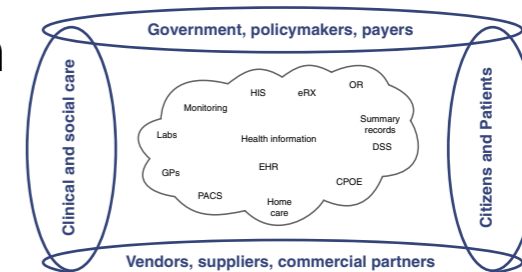 Government, policymakers, payers
Clinical and social care
HIS
eRX
OR
Monitoring
Summary
records
Labs
Health information
DSS
EHR
GPs
CPOE
PACS
Home
care
Citizens and Patients
Vendors, suppliers, commercial partners